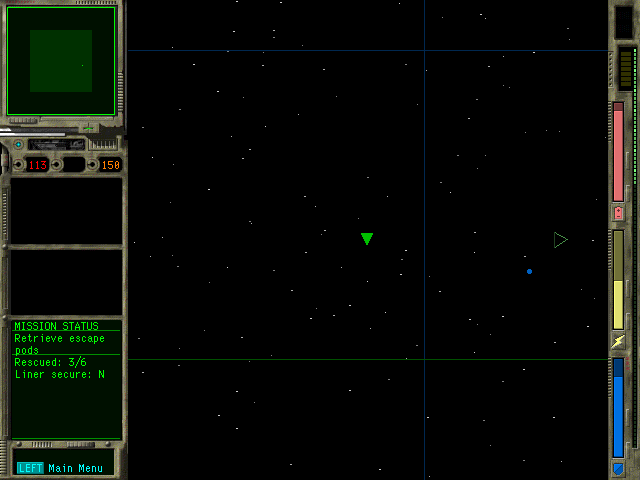 113
150
MISSION STATUS
Retrieve escape
pods
Rescued: 3/6
Liner secure: N
LEFT Main Menu